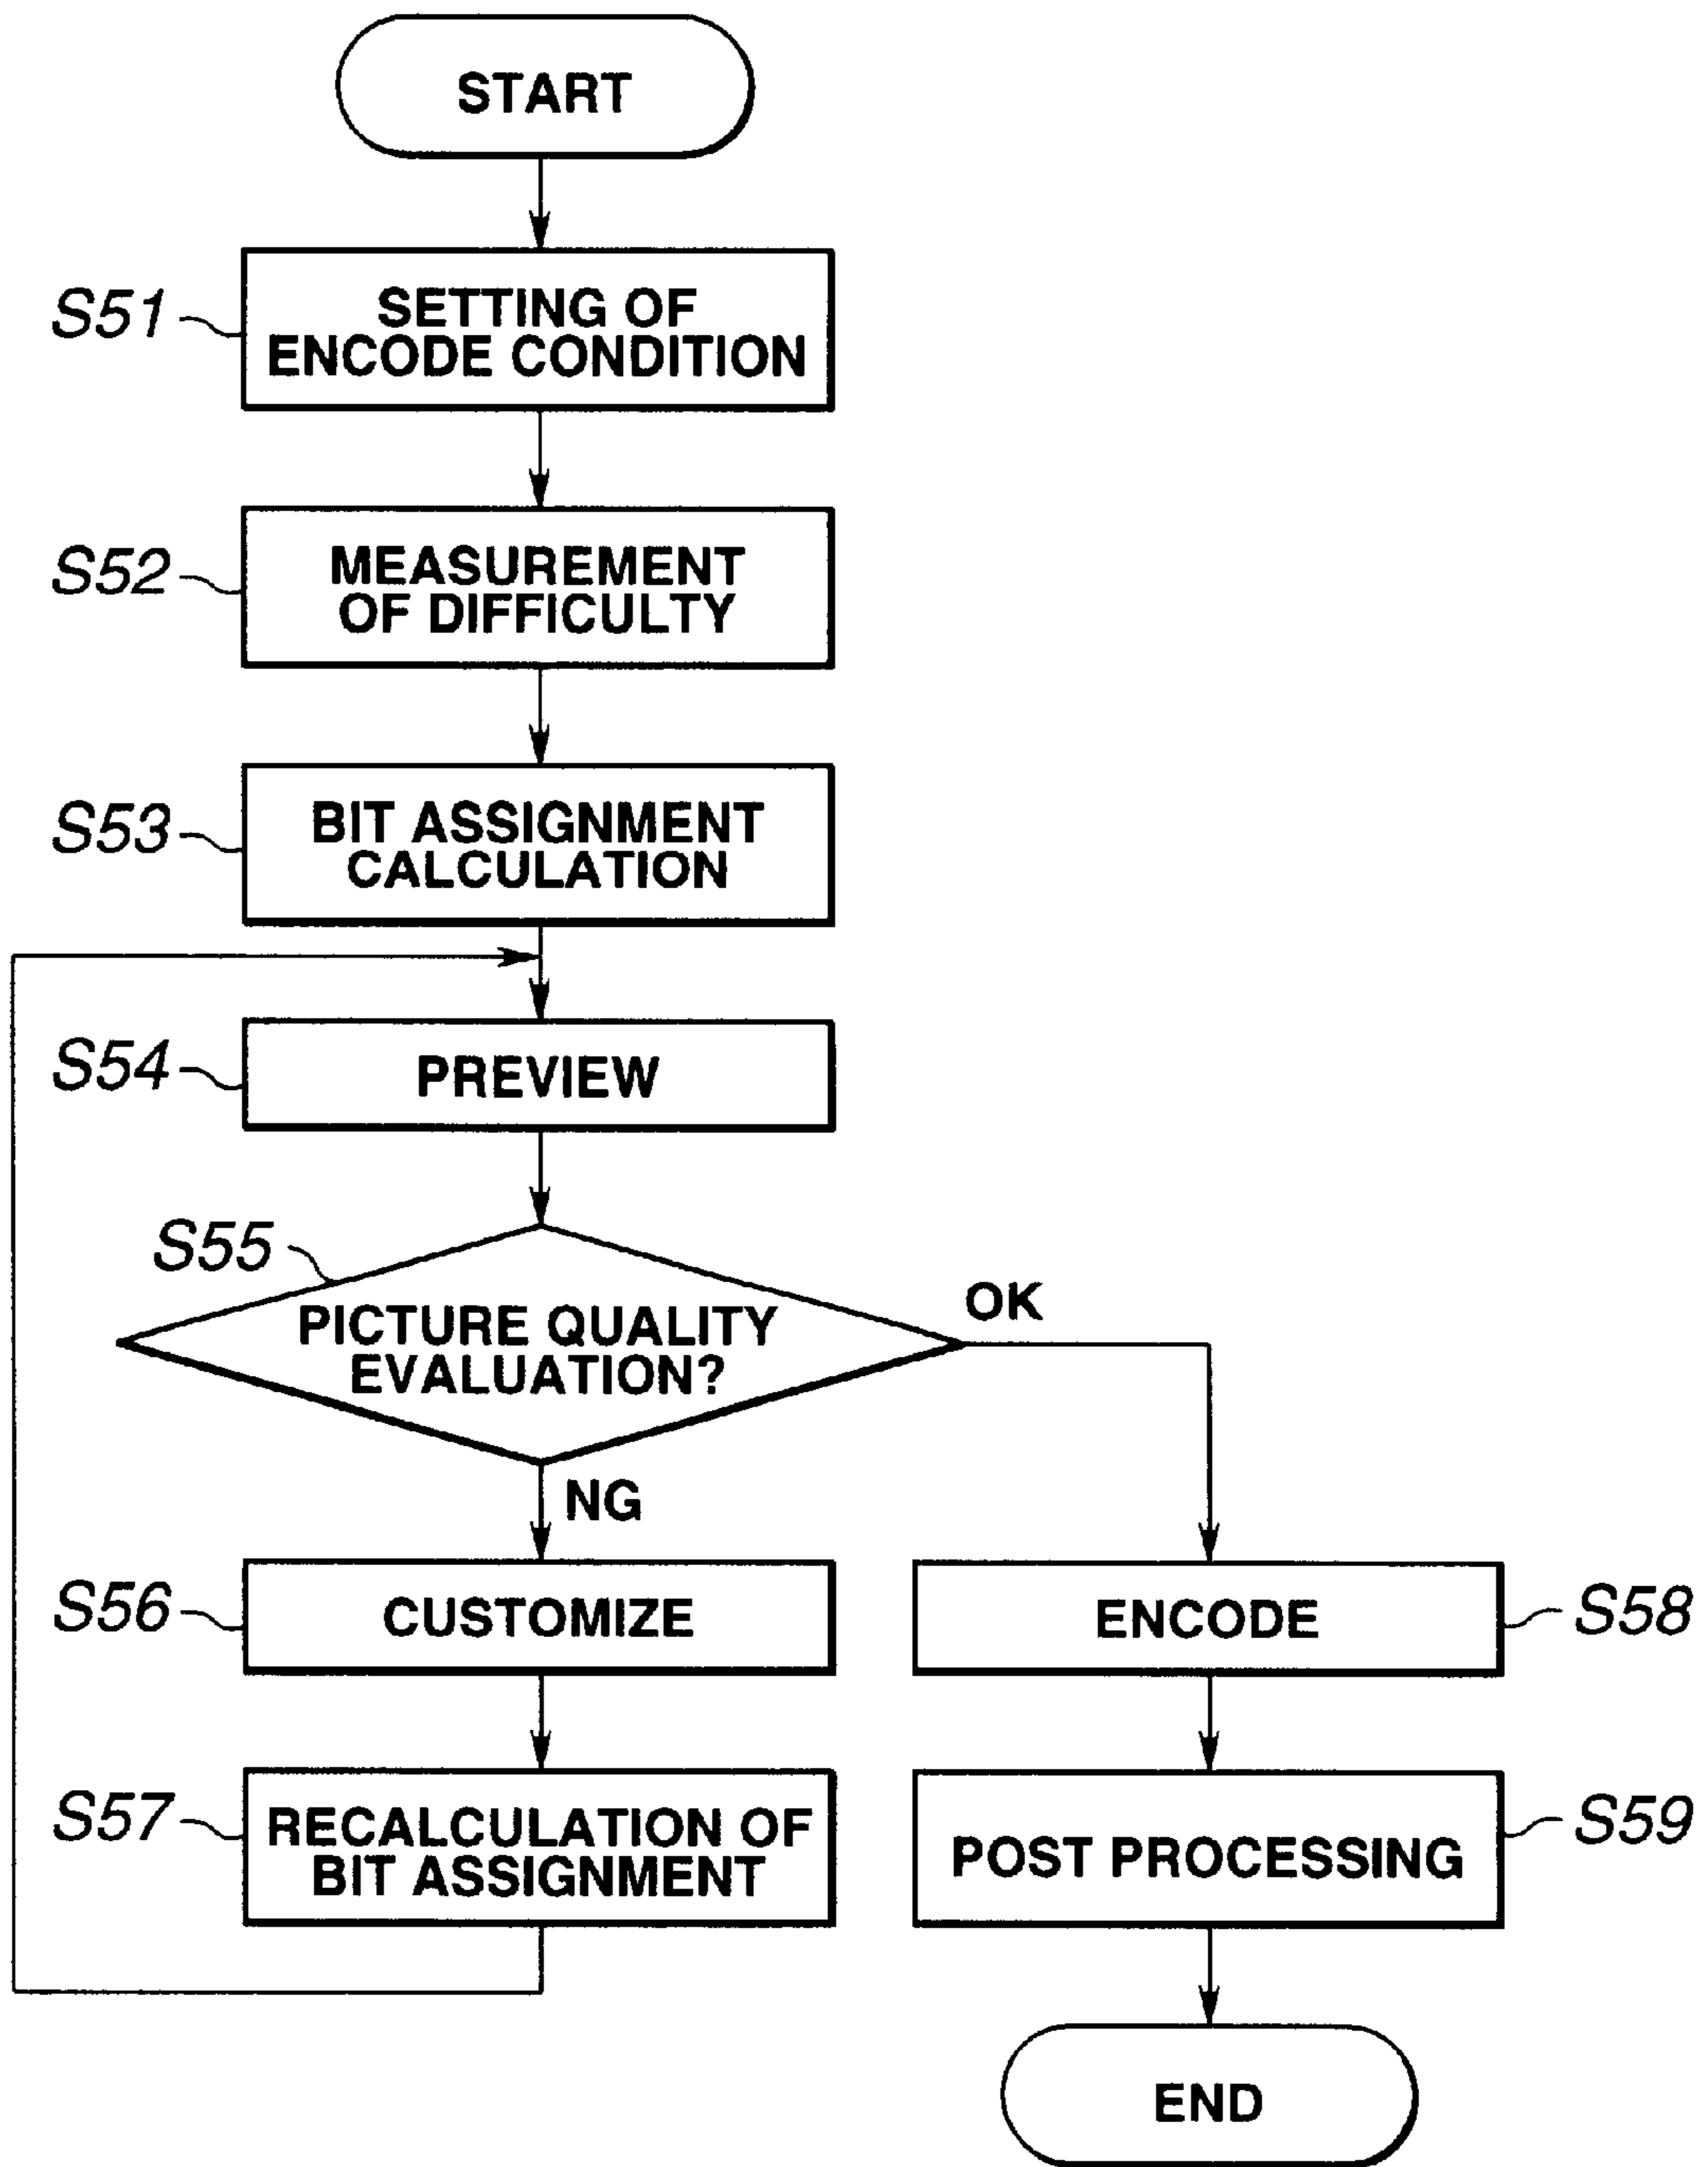 START
S51
SETTING OF
ENCODE CONDITION
S52
MEASUREMENT
OF DIFFICULTY
S53
BIT ASSIGNMENT
CALCULATION
S54
PREVIEW
S55
PICTURE QUALITY
EVALUATION?
OK
NG
S56
CUSTOMIZE
ENCODE
S58
S57
RECALCULATION OF
BIT ASSIGNMENT
POST PROCESSING
S59
END